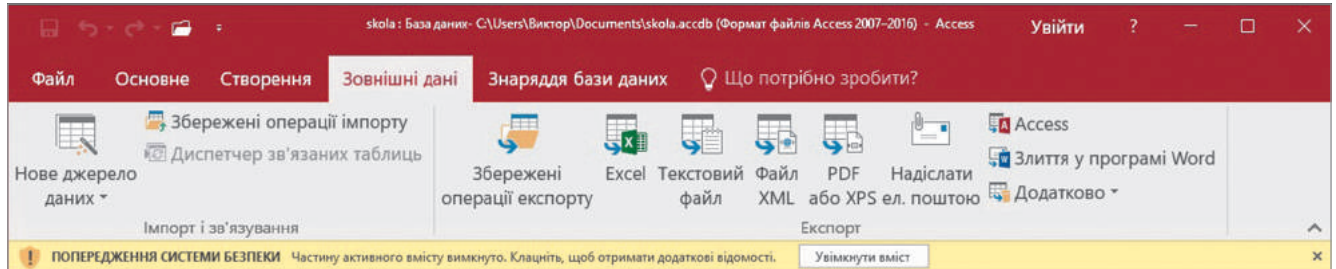 skola : База даних- C:\Users\Виктор\Documents\skola.accdb (Формат файлів Access 2007–2016) - Access Увійти ?
Файл Основне Створення Зовнішні дані Знаряддя бази даних Що потрібно зробити?
Нове джерело даних
Збережені операції імпорту
Диспетчер зв'язаних таблиць
Імпорт і зв'язування
Збережені операції експорту
Excel
Текстовий файл
Файл XML
PDF або XPS
Надіслати ел. поштою
Access
Злиття у програмі Word
Додатково
Експорт
ПОПЕРЕДЖЕННЯ СИСТЕМИ БЕЗПЕКИ Частину активного вмісту вимкнуто. Клацніть, щоб отримати додаткові відомості. Увімкнути вміст